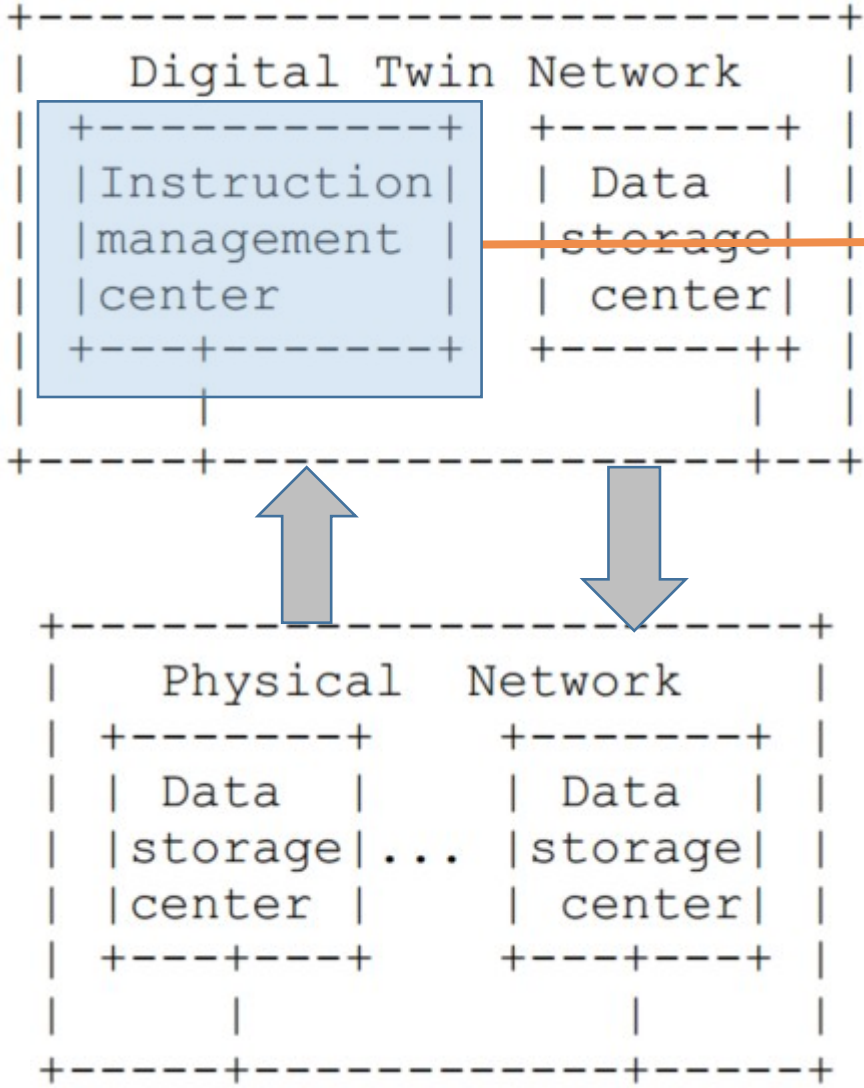 +------------------------+
| Digital Twin Network |
| +-----------+ +-------+ |
| |Instruction| | Data | |
| |management | |storage| |
| |center | | center| |
| +---+-------+ +------++ |
| | | |
+-----+----------------+--+
+-----------------------+
| Physical Network |
| +-------+ +-------+ |
| | Data | | Data | |
| |storage|... |storage| |
| |center | | center| |
| +---+---+ +---+---+ |
| | | |
+-----+-----------+-----+